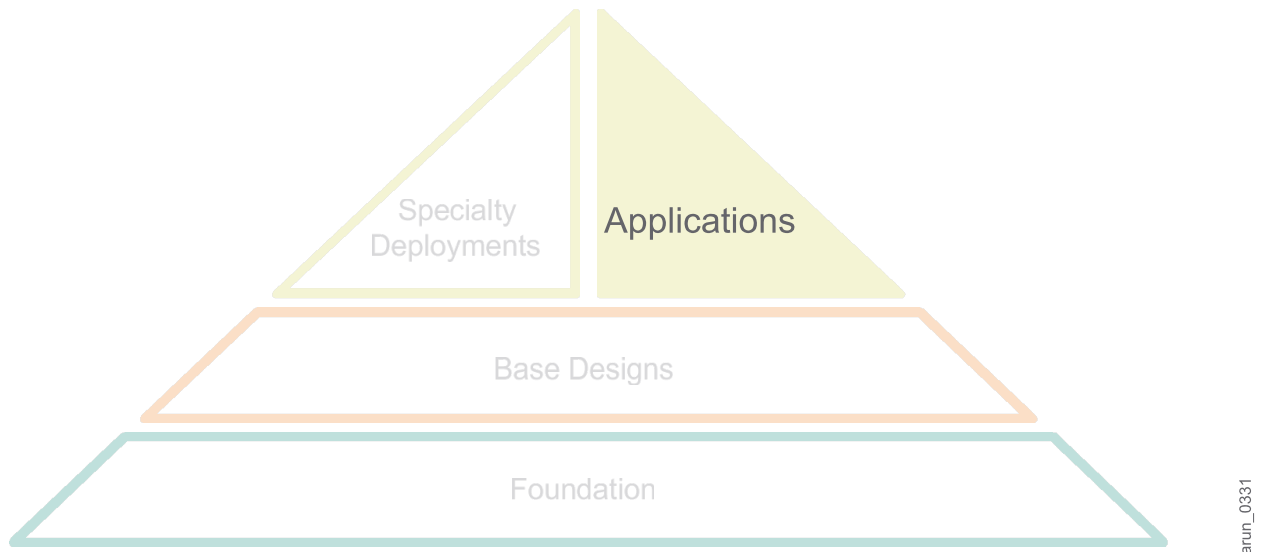 Specialty
Deployments
Applications
Base Designs
Foundation
arun_0331